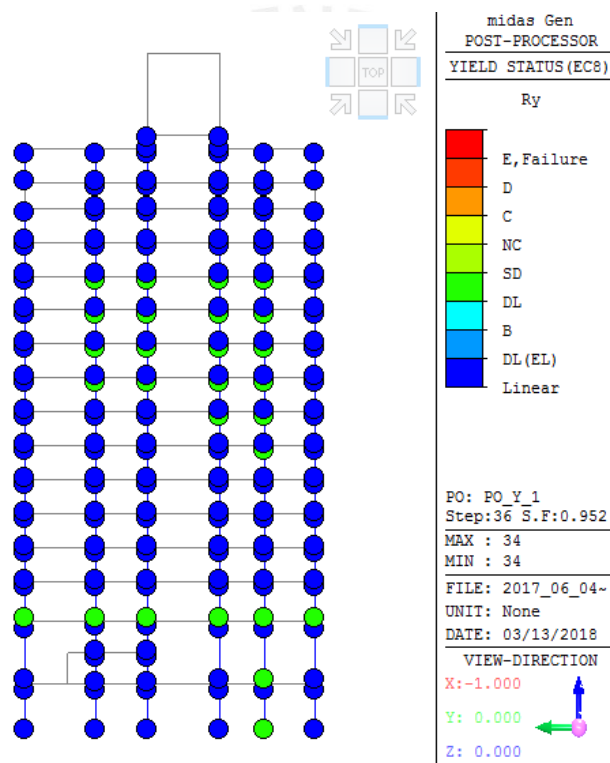 TOP
midas Gen
POST-PROCESSOR
YIELD STATUS(EC8)
Ry
E,Failure
D
C
NC
SD
DL
B
DL(EL)
Linear
PO: PO_Y_1
Step:36 S.F:0.952
MAX : 34
MIN : 34
FILE: 2017_06_04~
UNIT: None
DATE: 03/13/2018
VIEW-DIRECTION
X:-1.000
Y: 0.000
Z: 0.000